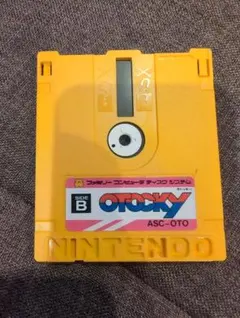 ファミリー コンピュータ ディスク システム
SIDE
B
OTOCKY
ASC-OTO
NINTENDO